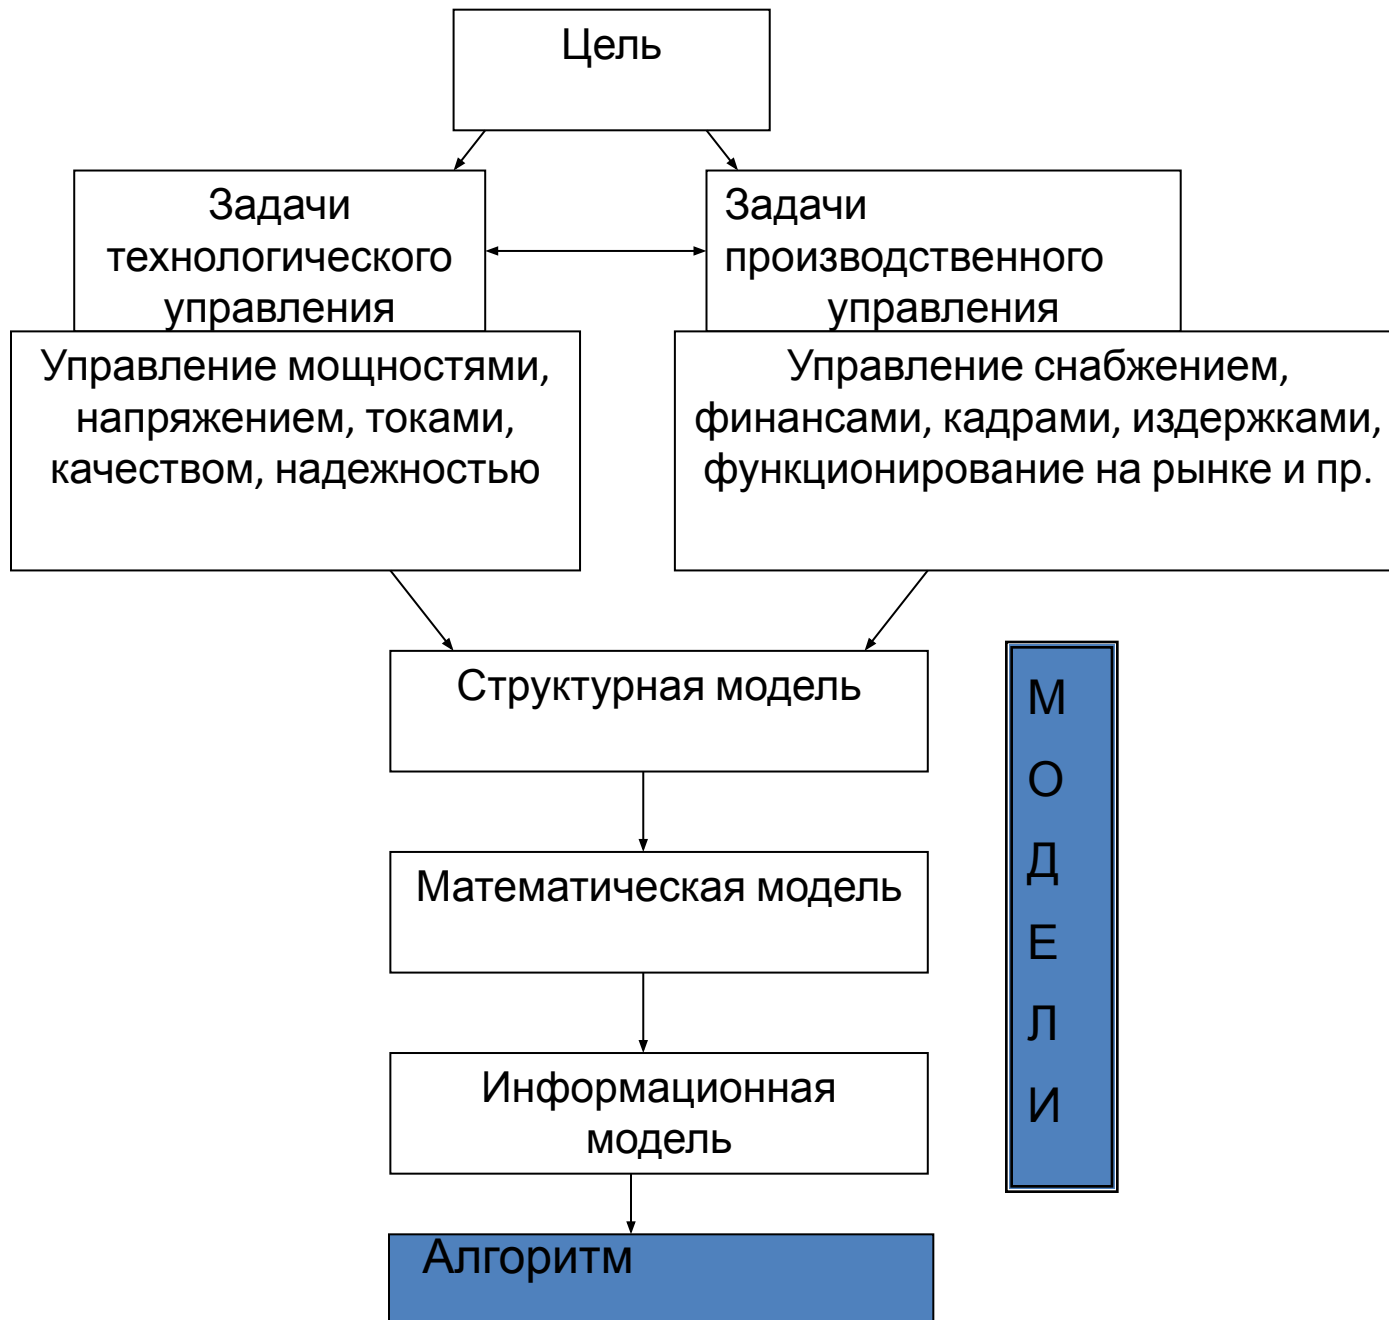 Цель
Задачи
технологического
управления
Задачи
производственного
управления
Управление мощностями,
напряжением, токами,
качеством, надежностью
Управление снабжением,
финансами, кадрами, издержками,
функционирование на рынке и пр.
Структурная модель
Математическая модель
Информационная
модель
Алгоритм
М
О
Д
Е
Л
И